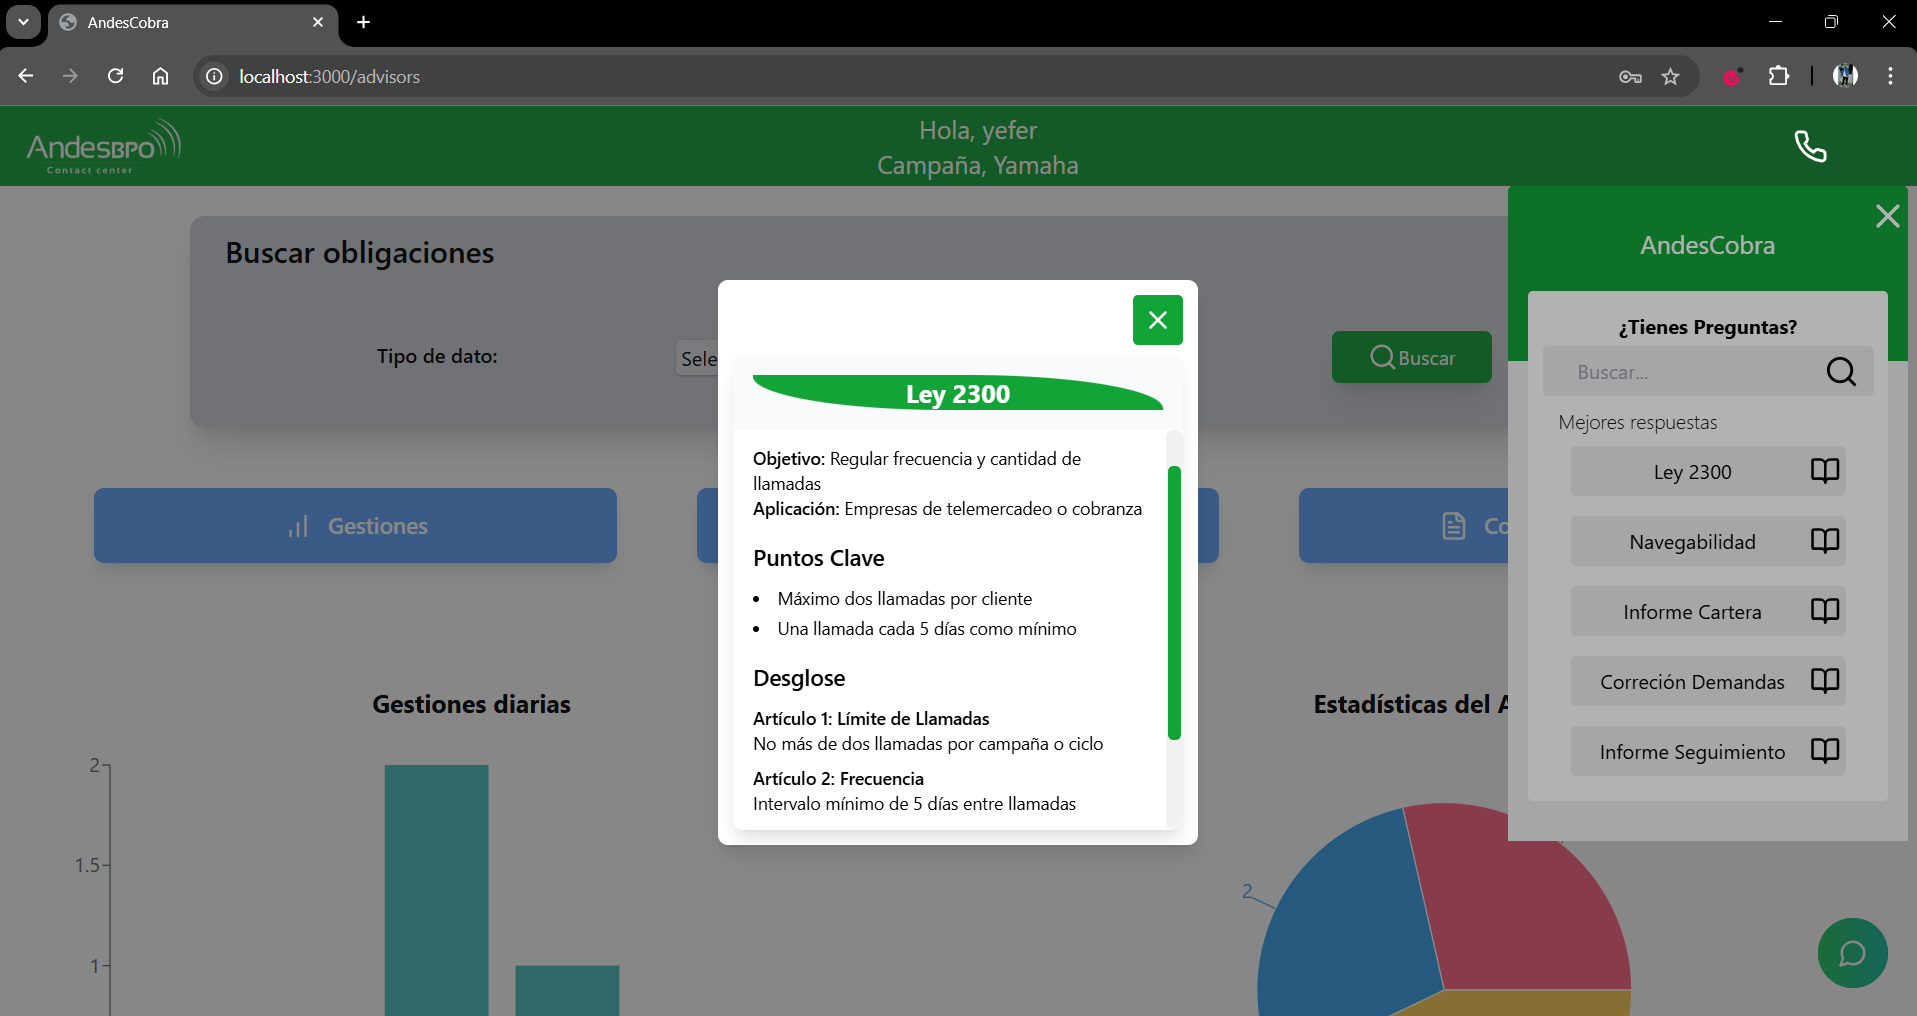 AndesCobra
localhost:3000/advisors
AndesBPO
Contact center
Hola, yefer
Campaña, Yamaha
Buscar obligaciones
Tipo de dato:
Sele
Buscar
Gestiones
Co
Gestiones diarias
2
1.5
1
Estadísticas del A
2
Ley 2300
Objetivo: Regular frecuencia y cantidad de
llamadas
Aplicación: Empresas de telemercadeo o cobranza
Puntos Clave
• Máximo dos llamadas por cliente
• Una llamada cada 5 días como mínimo
Desglose
Artículo 1: Límite de Llamadas
No más de dos llamadas por campaña o ciclo
Artículo 2: Frecuencia
Intervalo mínimo de 5 días entre llamadas
AndesCobra
¿Tienes Preguntas?
Buscar...
Mejores respuestas
Ley 2300
Navegabilidad
Informe Cartera
Correción Demandas
Informe Seguimiento